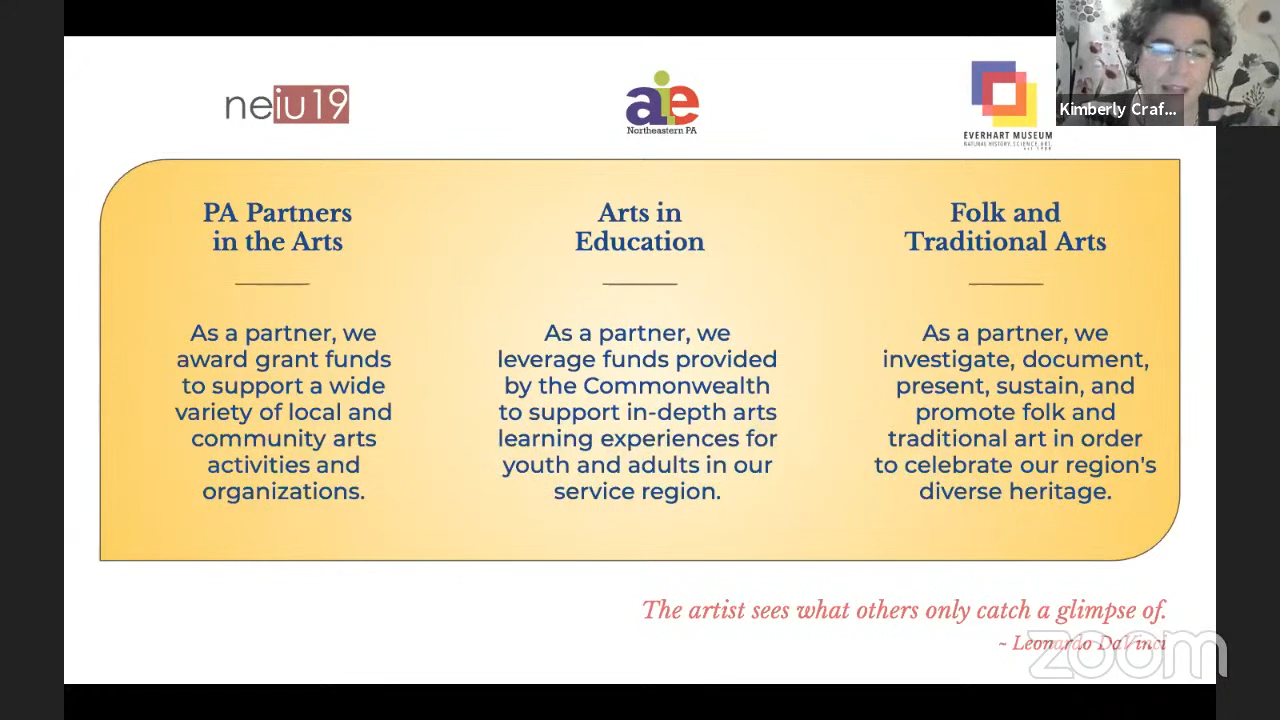 neiu19
aie
Northeastern PA
EVERHART MUSEUM
NATURAL HISTORY, SCIENCE, ART
Kimberly Craf...
PA Partners
in the Arts
As a partner, we
award grant funds
to support a wide
variety of local and
community arts
activities and
organizations.
Arts in
Education
As a partner, we
leverage funds provided
by the Commonwealth
to support in-depth arts
learning experiences for
youth and adults in our
service region.
Folk and
Traditional Arts
As a partner, we
investigate, document,
present, sustain, and
promote folk and
traditional art in order
to celebrate our region's
diverse heritage.
The artist sees what others only catch a glimpse of.
~ Leonardo DaVinci
zoom